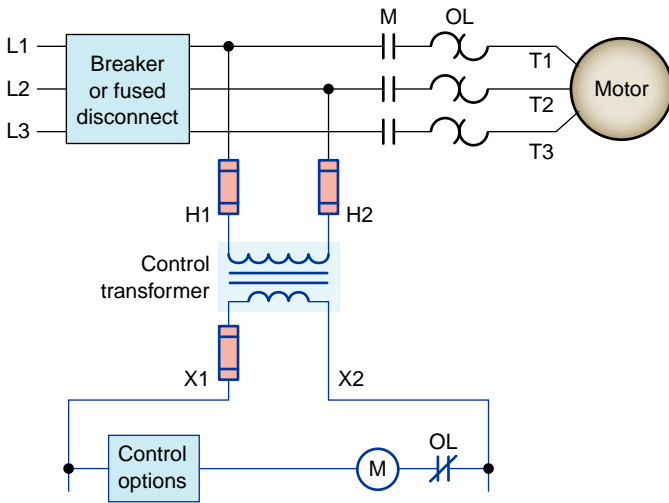 M OL
L1
L2
L3
Breaker
or fused
disconnect
T1
T2
T3
Motor
H1
H2
Control
transformer
X1
X2
Control
options
M
OL